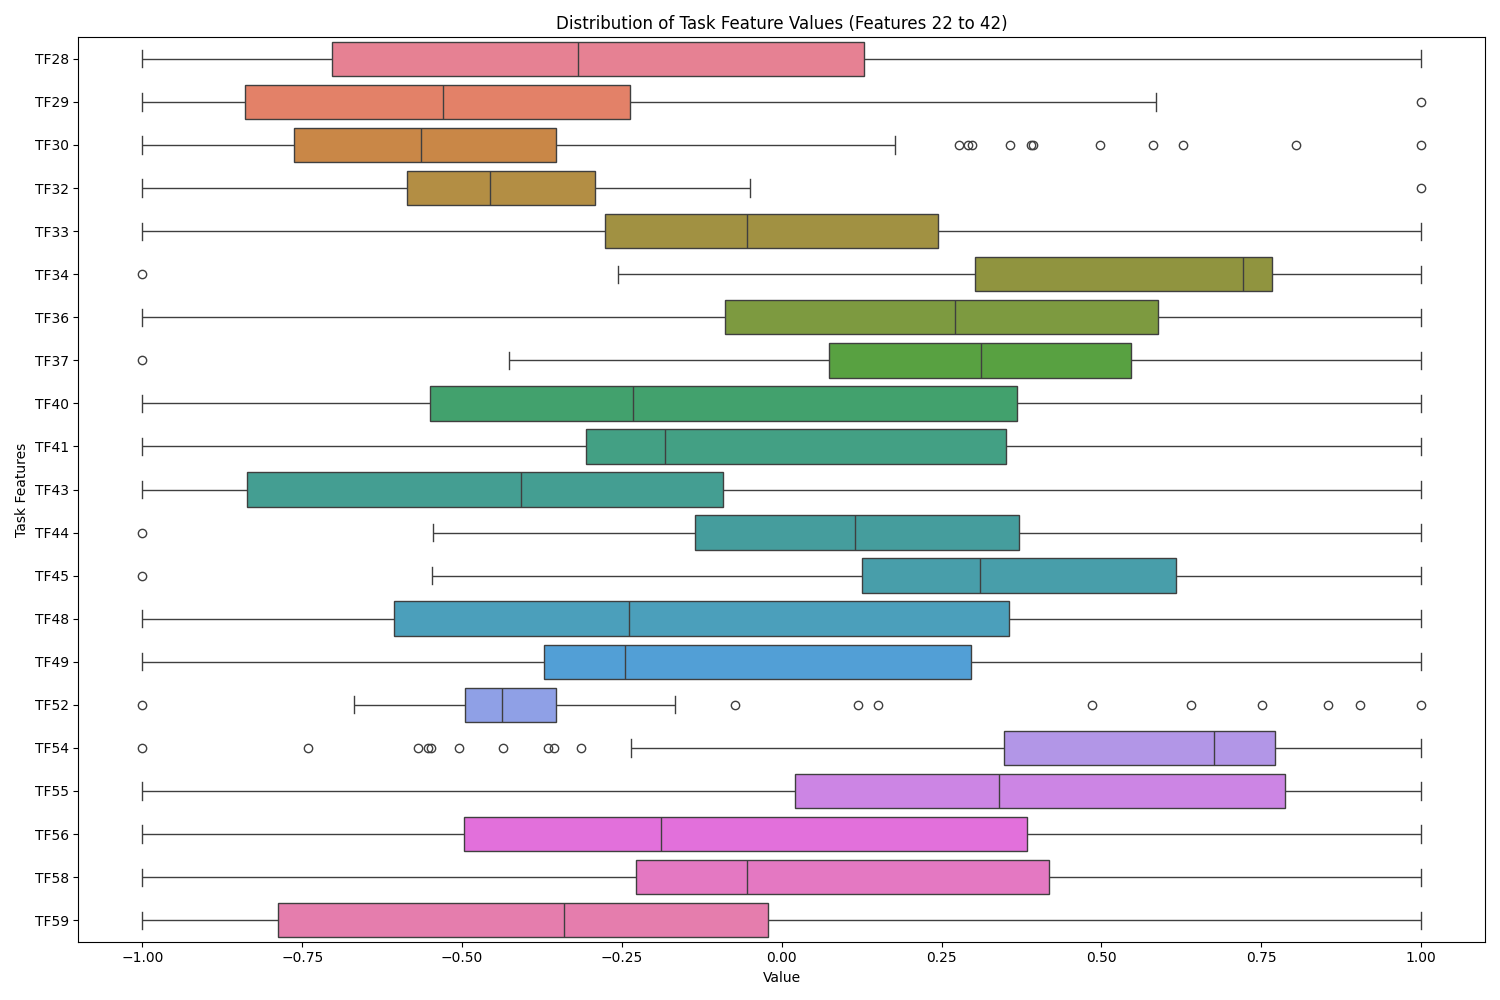 Distribution of Task Feature Values (Features 22 to 42)
TF28
TF29
TF30
TF32
TF33
TF34
TF36
TF37
TF40
TF41
TF43
TF44
TF45
TF48
TF49
TF52
TF54
TF55
TF56
TF58
TF59
Task Features
−1.00 −0.75 −0.50 −0.25 0.00 0.25 0.50 0.75 1.00
Value